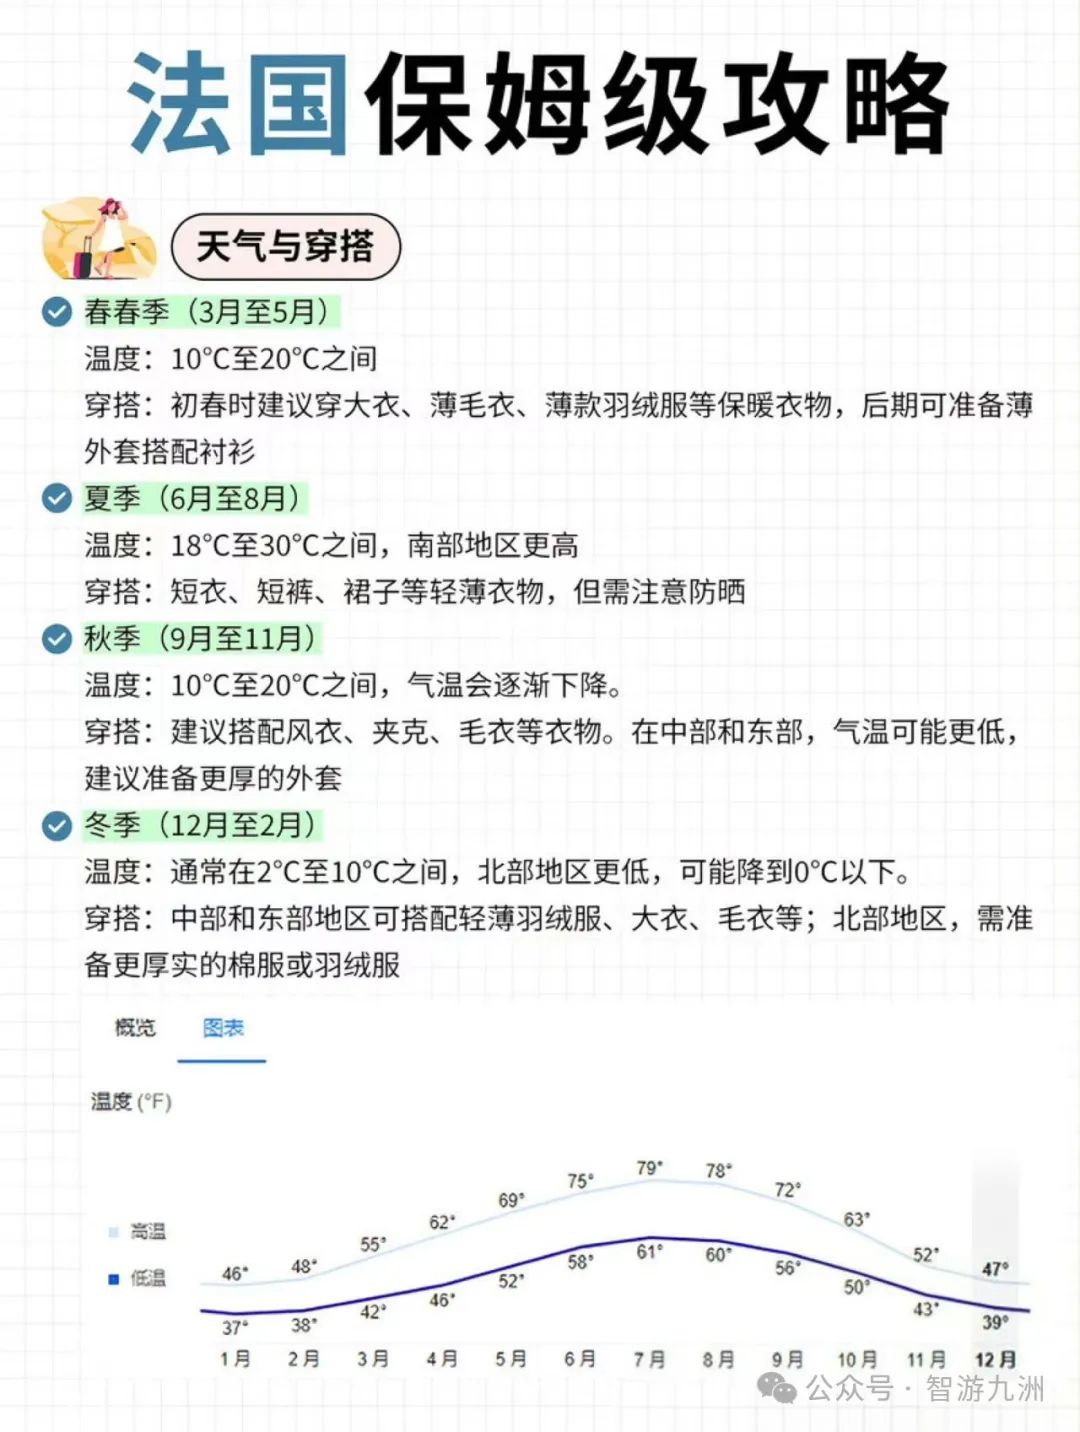 法国保姆级攻略
天气与穿搭
春春季（3月至5月）
温度：10℃至20℃之间
穿搭：初春时建议穿大衣、薄毛衣、薄款羽绒服等保暖衣物，后期可准备薄
外套搭配衬衫
夏季（6月至8月）
温度：18℃至30℃之间，南部地区更高
穿搭：短衣、短裤、裙子等轻薄衣物，但需注意防晒
秋季（9月至11月）
温度：10℃至20℃之间，气温会逐渐下降。
穿搭：建议搭配风衣、夹克、毛衣等衣物。在中部和东部，气温可能更低，
建议准备更厚的外套
冬季（12月至2月）
温度：通常在2℃至10℃之间，北部地区更低，可能降到0℃以下。
穿搭：中部和东部地区可搭配轻薄羽绒服、大衣、毛衣等；北部地区，需准
备更厚实的棉服或羽绒服
概览 图表
温度 (°F)
高温
低温
46° 48° 55° 62° 69° 75° 79° 78° 72° 63° 52° 47°
37° 38° 42° 46° 52° 58° 61° 60° 56° 50° 43° 39°
1月 2月 3月 4月 5月 6月 7月 8月 9月 10月 11月 12月
公众号 · 智游九洲